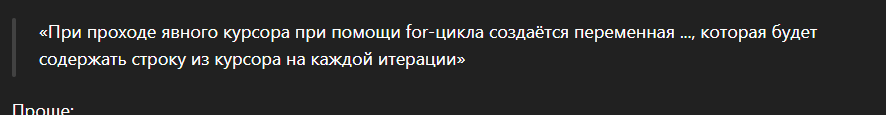 «При проходе явного курсора при помощи for-цикла создаётся переменная ..., которая будет
содержать строку из курсора на каждой итерации»
Проще: